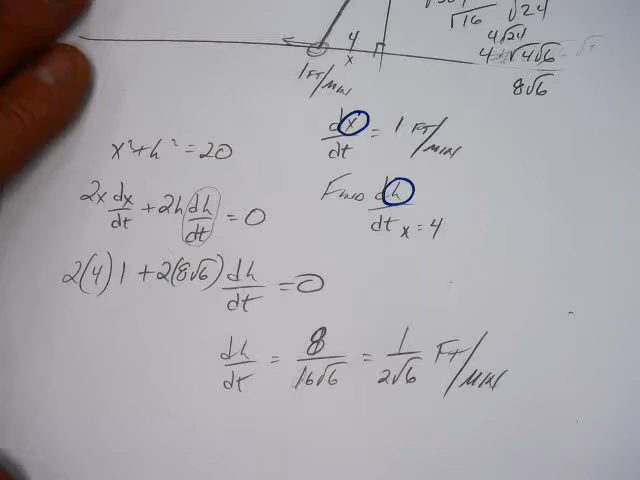 √16 √24
4√24
4 √4√6
8√6
4
x
1 FT/MIN
x² + h² = 20
dx/dt = 1 FT/MIN
2x dx/dt + 2h dh/dt = 0
FIND dh/dt x = 4
2(4) 1 + 2(8√6) dh/dt = 0
dh/dt = 8/16√6 = 1/2√6 FT/MIN